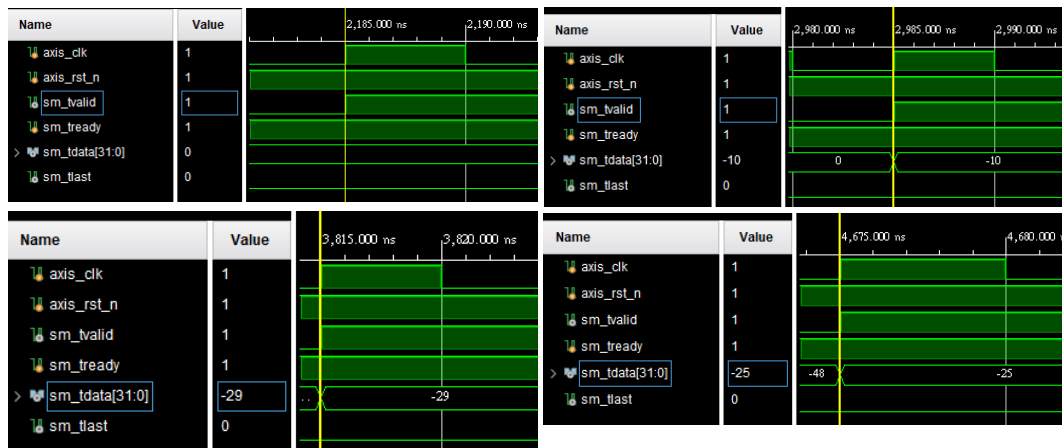 Name Value 2,185.000 ns 2,190.000 ns
axis_clk 1
axis_rst_n 1
sm_tvalid 1
sm_tready 1
> sm_tdata[31:0] 0
sm_tlast 0
Name Value 2,980.000 ns 2,985.000 ns 2,990.000 ns
axis_clk 1
axis_rst_n 1
sm_tvalid 1
sm_tready 1
> sm_tdata[31:0] -10 0 -10
sm_tlast 0
Name Value 3,815.000 ns 3,820.000 ns
axis_clk 1
axis_rst_n 1
sm_tvalid 1
sm_tready 1
> sm_tdata[31:0] -29 .. -29
sm_tlast 0
Name Value 4,675.000 ns 4,680.000 n
axis_clk 1
axis_rst_n 1
sm_tvalid 1
sm_tready 1
> sm_tdata[31:0] -25 -48 -25
sm_tlast 0